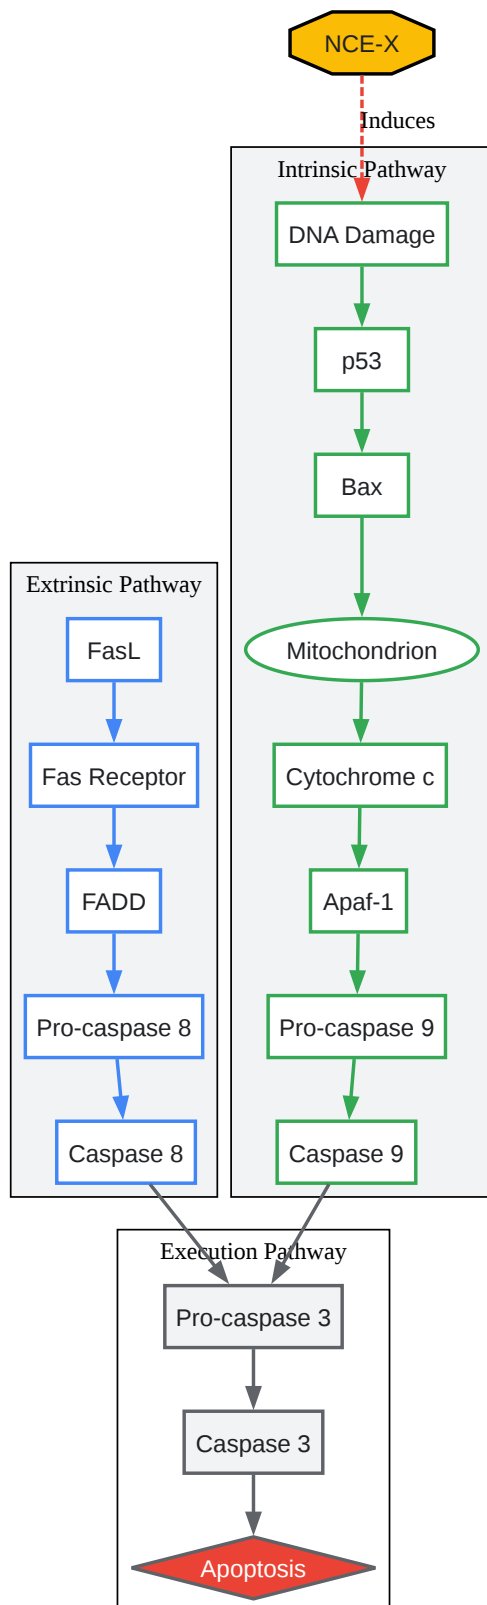 NCE-X
Induces
Intrinsic Pathway
DNA Damage
p53
Bax
Mitochondrion
Cytochrome c
Apaf-1
Pro-caspase 9
Caspase 9
Extrinsic Pathway
FasL
Fas Receptor
FADD
Pro-caspase 8
Caspase 8
Execution Pathway
Pro-caspase 3
Caspase 3
Apoptosis